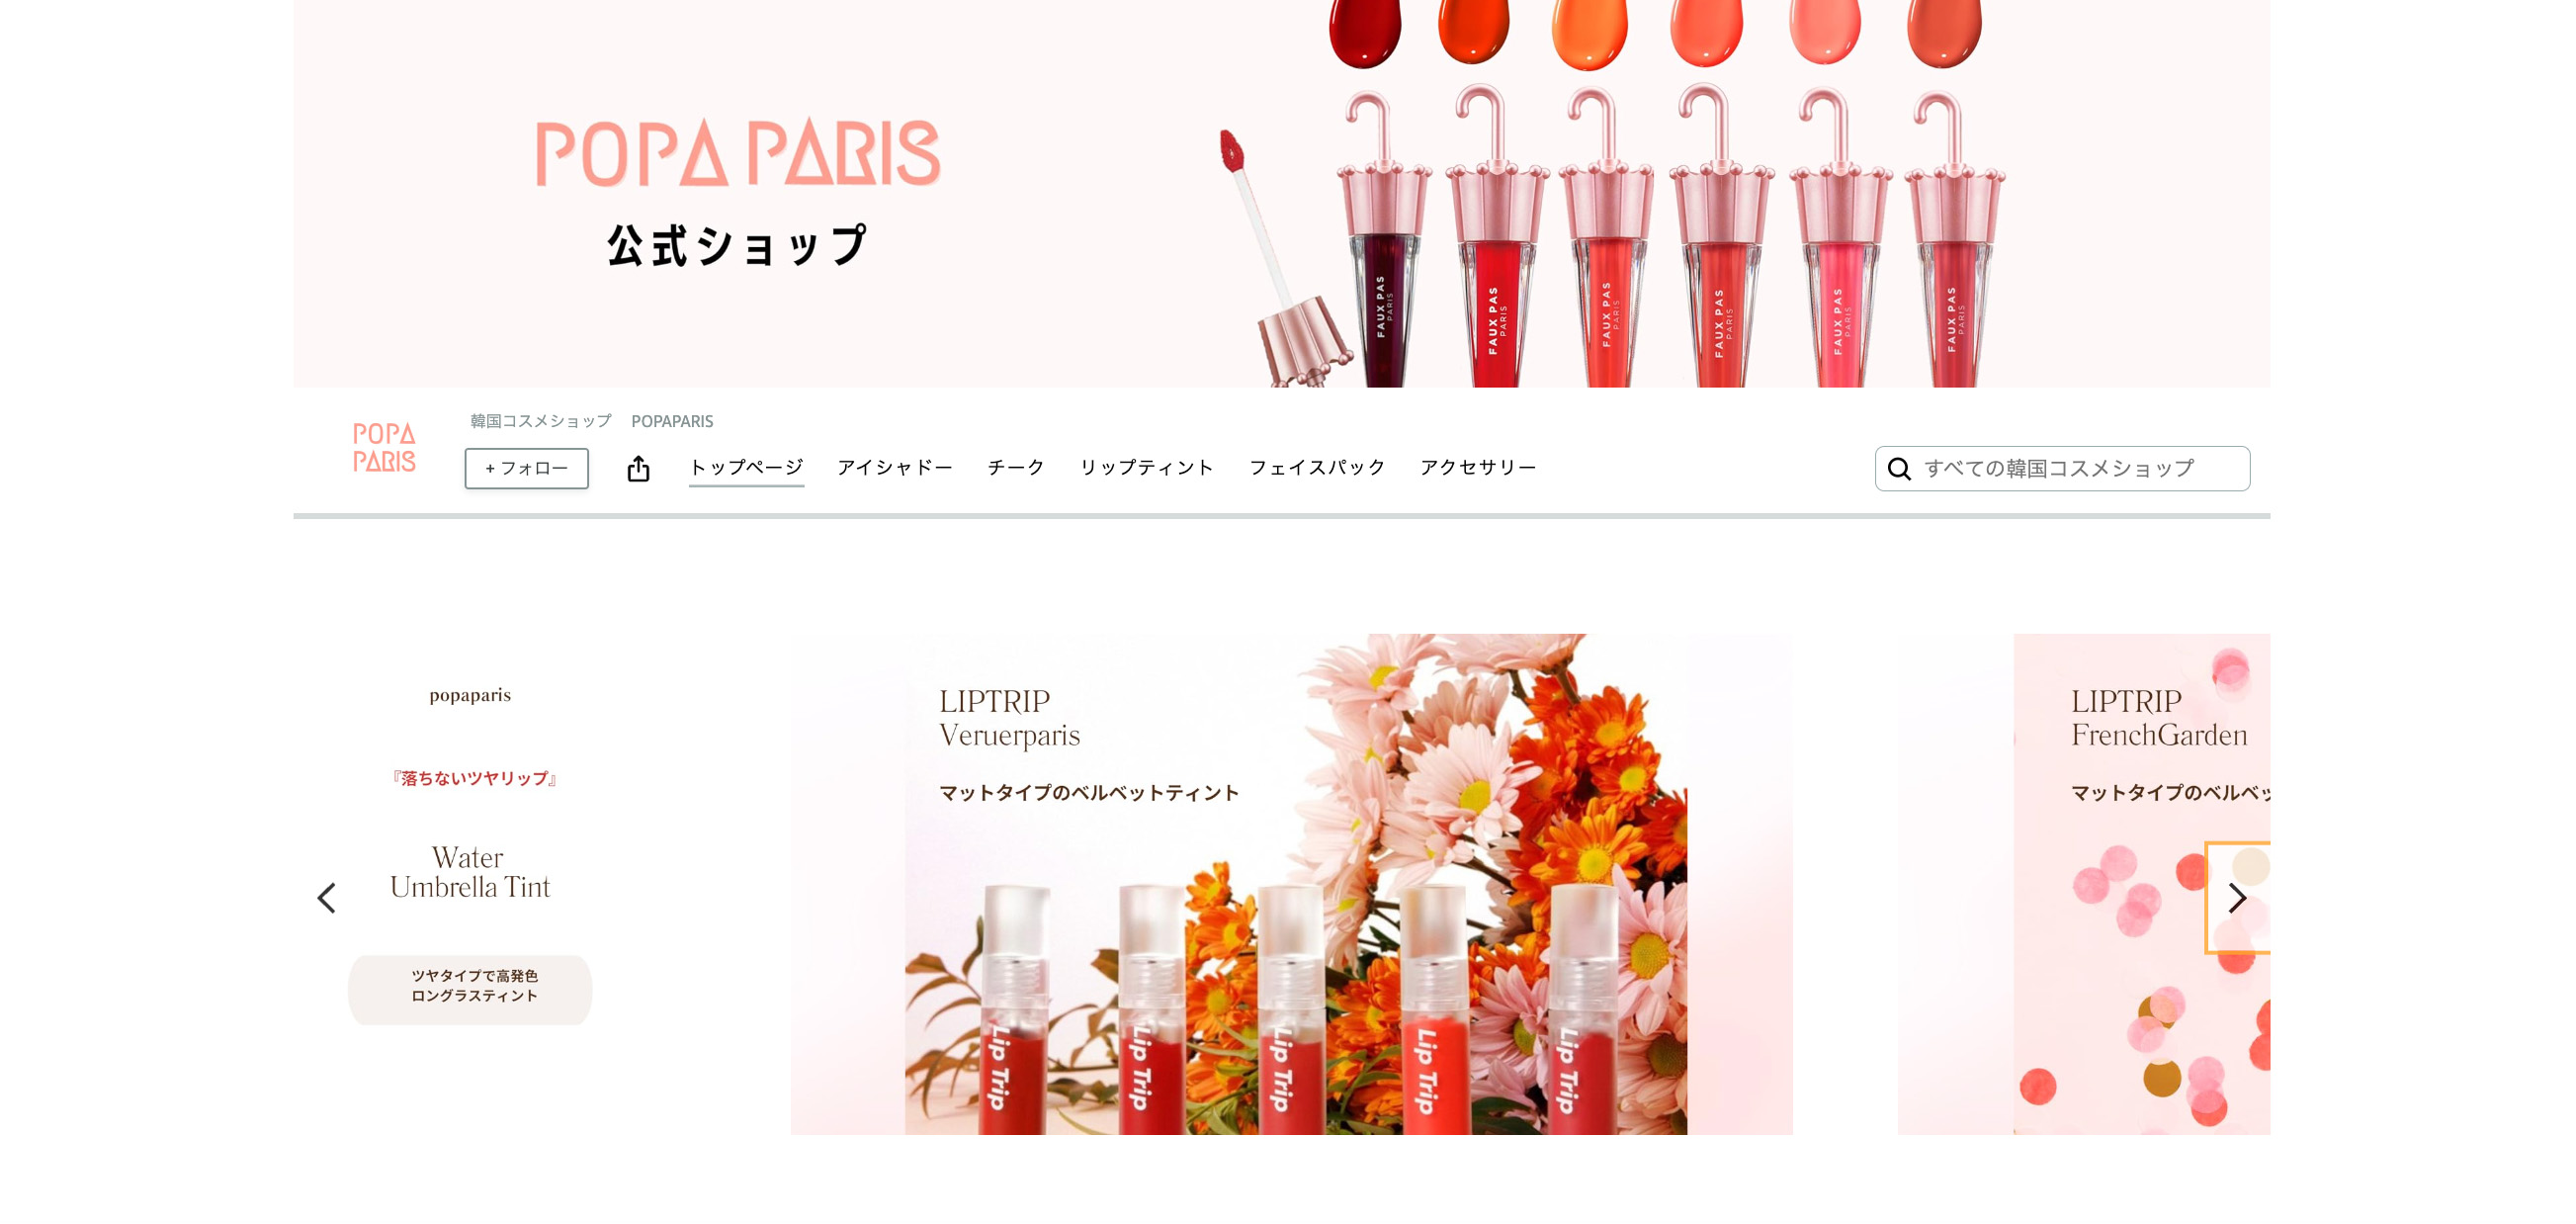 POPA PARIS
公式ショップ
FAUX PAS PARIS
FAUX PAS PARIS
FAUX PAS PARIS
FAUX PAS PARIS
FAUX PAS PARIS
FAUX PAS PARIS
POPA
PARIS
韓国コスメショップ POPAPARIS
+ フォロー
トップページ アイシャドー チーク リップティント フェイスパック アクセサリー
すべての韓国コスメショップ
popaparis
『落ちないツヤリップ』
Water
Umbrella Tint
ツヤタイプで高発色
ロングラスティント
LIPTRIP
Veruerparis
マットタイプのベルベットティント
Lip Trip
Lip Trip
Lip Trip
Lip Trip
Lip Trip
LIPTRIP
FrenchGarden
マットタイプのベルベッ